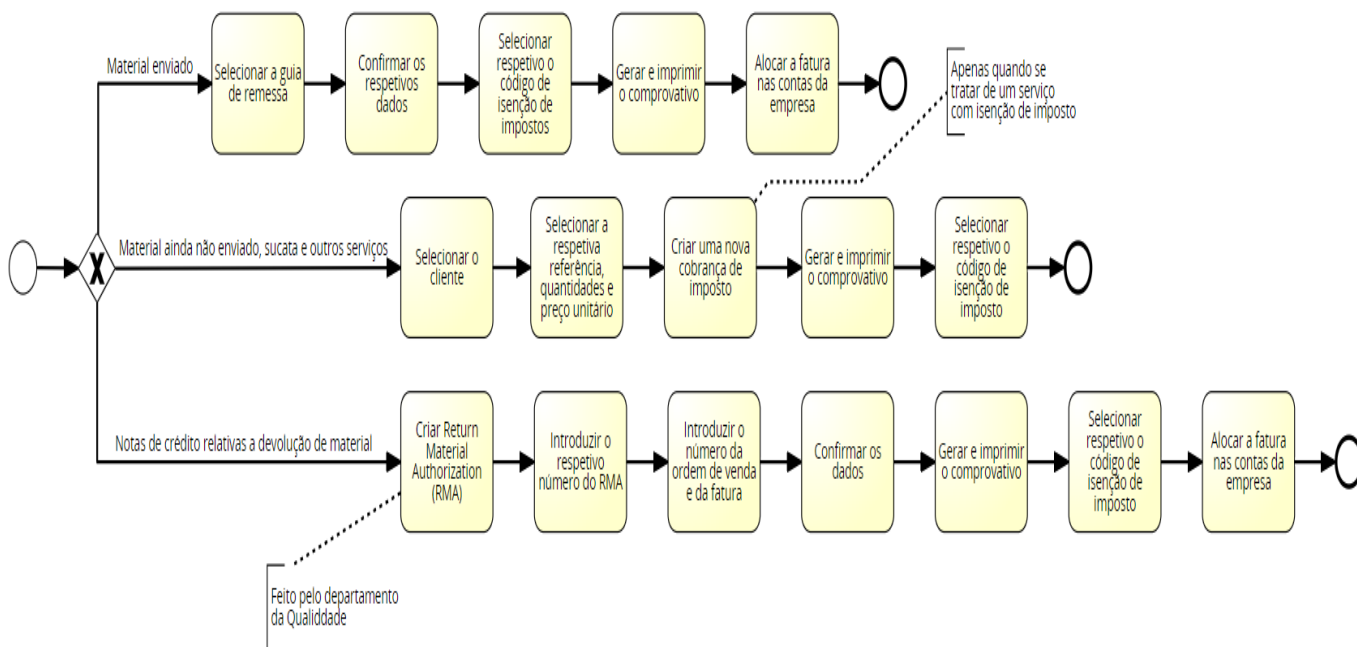 Material enviado
Selecionar a guia
de remessa
Confirmar os
respetivos
dados
Selecionar
respetivo o
código de
isenção de
impostos
Gerar e imprimir
o comprovativo
Alocar a fatura
nas contas da
empresa
Apenas quando se
tratar de um serviço
com isenção de imposto
Material ainda não enviado, sucata e outros serviços
Selecionar o
cliente
Selecionar a
respetiva
referência,
quantidades e
preço unitário
Criar uma nova
cobrança de
imposto
Gerar e imprimir
o comprovativo
Selecionar
respetivo o
código de
isenção de
imposto
Notas de crédito relativas a devolução de material
Criar Return
Material
Authorization
(RMA)
Introduzir o
respetivo
número do RMA
Introduzir o
número da
ordem de venda
e da fatura
Confirmar os
dados
Gerar e imprimir
o comprovativo
Selecionar
respetivo o
código de
isenção de
imposto
Alocar a fatura
nas contas da
empresa
Feito pelo departamento
da Qualiddade